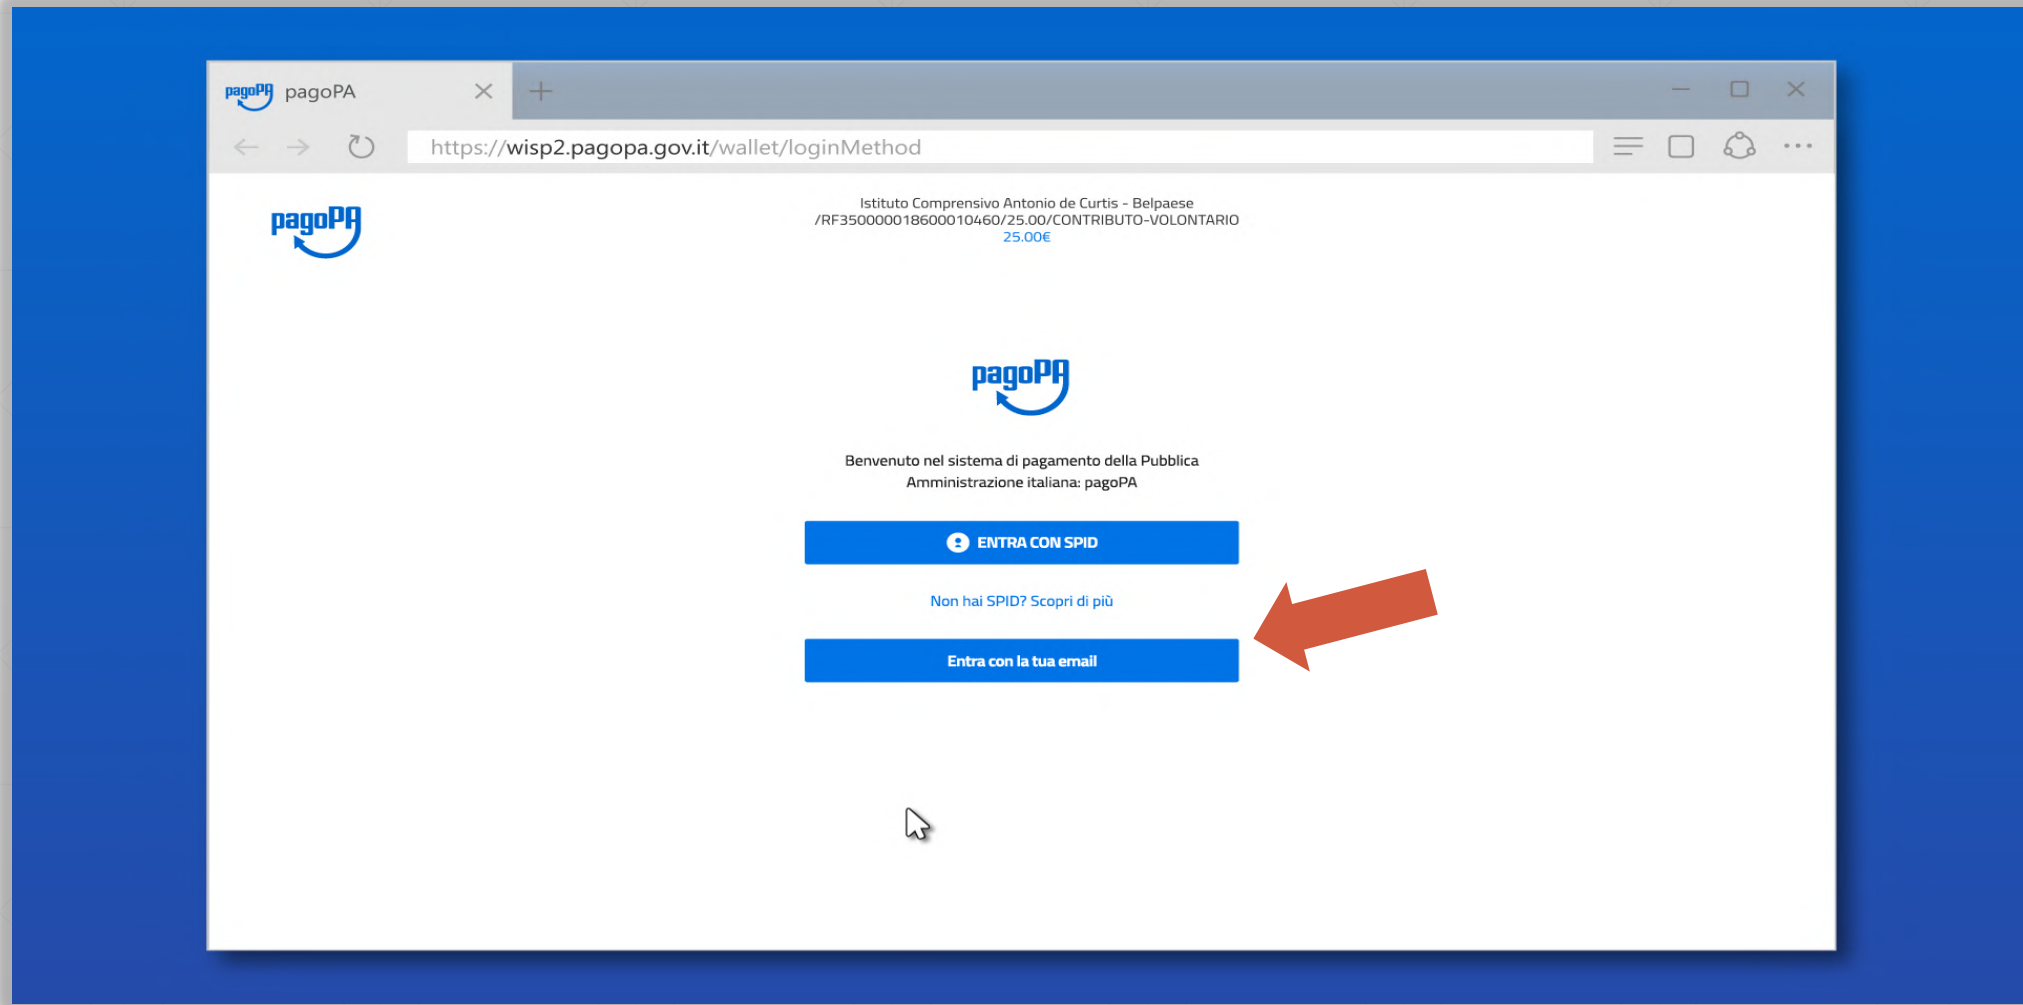 pagoPA pagoPA
https://wisp2.pagopa.gov.it/wallet/loginMethod
pagoPA
Istituto Comprensivo Antonio de Curtis - Belpaese
/RF35000001860001​0460/25.00/CONTRIBUTO-VOLONTARIO
25.00€
pagoPA
Benvenuto nel sistema di pagamento della Pubblica
Amministrazione italiana: pagoPA
ENTRA CON SPID
Non hai SPID? Scopri di più
Entra con la tua email